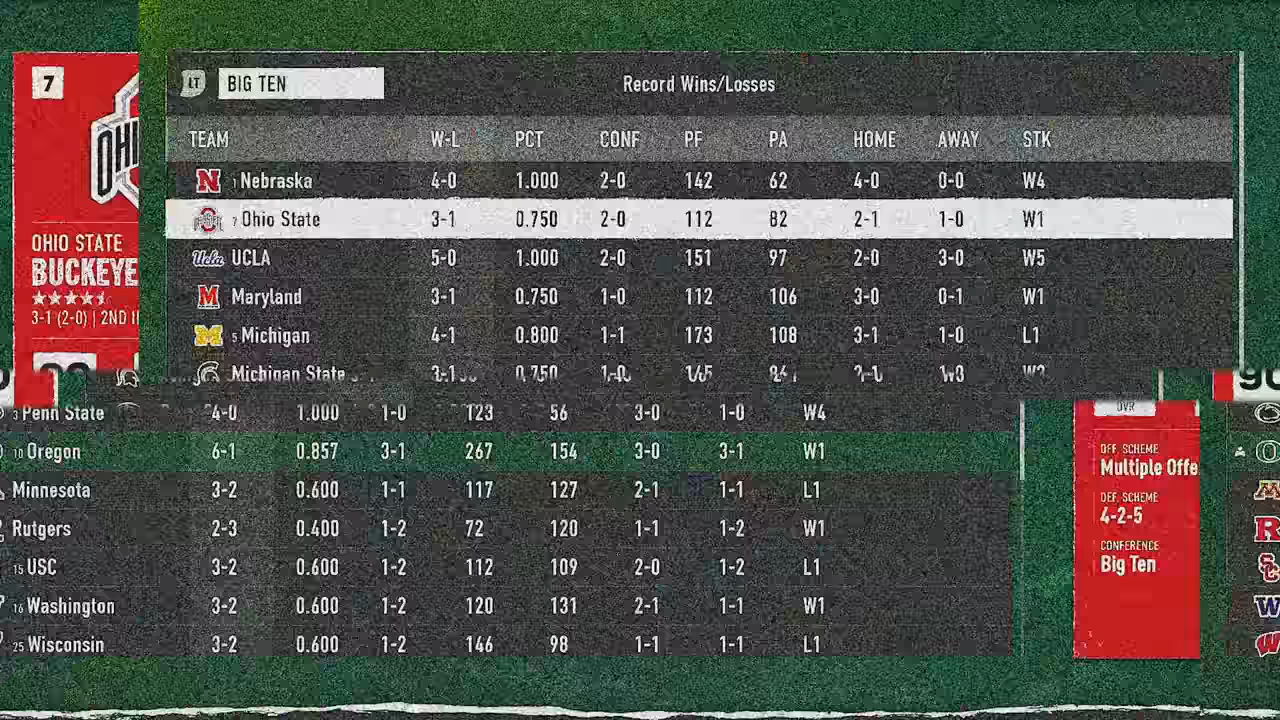 7
LT BIG TEN Record Wins/Losses
TEAM W-L PCT CONF PF PA HOME AWAY STK
1 Nebraska 4-0 1.000 2-0 142 62 4-0 0-0 W4
7 Ohio State 3-1 0.750 2-0 112 82 2-1 1-0 W1
UCLA 5-0 1.000 2-0 151 97 2-0 3-0 W5
Maryland 3-1 0.750 1-0 112 106 3-0 0-1 W1
5 Michigan 4-1 0.800 1-1 173 108 3-1 1-0 L1
Michigan State
OHIO STATE
BUCKEYE
3-1 (2-0) | 2ND
3 Penn State 4-0 1.000 1-0 123 56 3-0 1-0 W4
10 Oregon 6-1 0.857 3-1 267 154 3-0 3-1 W1
Minnesota 3-2 0.600 1-1 117 127 2-1 1-1 L1
Rutgers 2-3 0.400 1-2 72 120 1-1 1-2 W1
15 USC 3-2 0.600 1-2 112 109 2-0 1-2 L1
16 Washington 3-2 0.600 1-2 120 131 2-1 1-1 W1
25 Wisconsin 3-2 0.600 1-2 146 98 1-1 1-1 L1
OVR
OFF. SCHEME
Multiple Offe
DEF. SCHEME
4-2-5
CONFERENCE
Big Ten